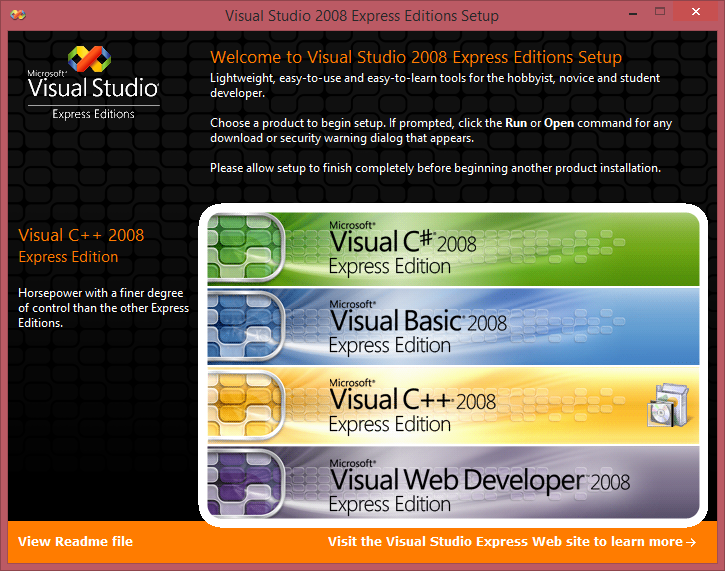 Visual Studio 2008 Express Editions Setup
Microsoft®
Visual Studio®
Express Editions
Welcome to Visual Studio 2008 Express Editions Setup
Lightweight, easy-to-use and easy-to-learn tools for the hobbyist, novice and student
developer.
Choose a product to begin setup. If prompted, click the Run or Open command for any
download or security warning dialog that appears.
Please allow setup to finish completely before beginning another product installation.
Visual C++ 2008
Express Edition
Horsepower with a finer degree
of control than the other Express
Editions.
Microsoft®
Visual C#® 2008
Express Edition
Microsoft®
Visual Basic® 2008
Express Edition
Microsoft®
Visual C++® 2008
Express Edition
Microsoft®
Visual Web Developer™ 2008
Express Edition
View Readme file
Visit the Visual Studio Express Web site to learn more→